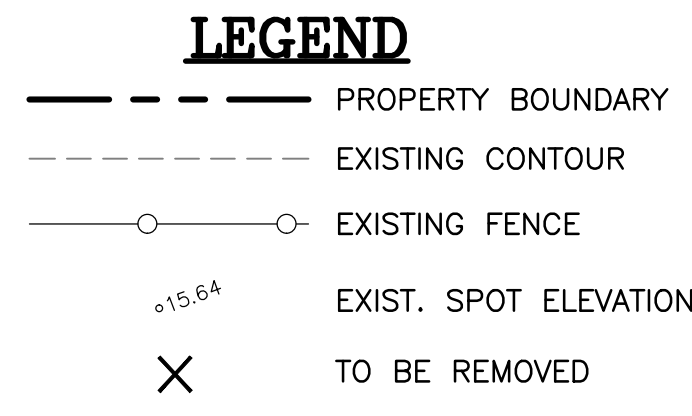 LEGEND
PROPERTY BOUNDARY
EXISTING CONTOUR
EXISTING FENCE
15.64 EXIST. SPOT ELEVATION
TO BE REMOVED